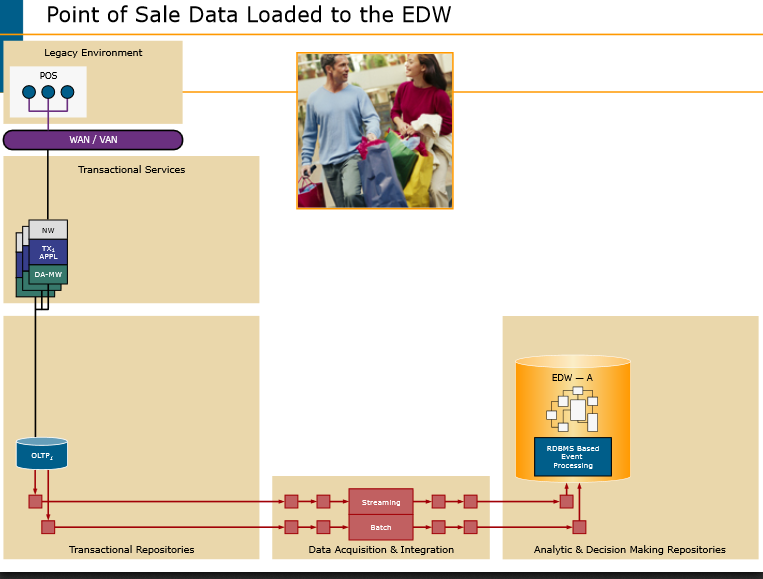 Point of Sale Data Loaded to the EDW
Legacy Environment
POS
WAN / VAN
Transactional Services
NW
TX₁
APPL
DA-MW
EDW — A
RDBMS Based
Event
Processing
OLTP₁
Streaming
Batch
Transactional Repositories
Data Acquisition & Integration
Analytic & Decision Making Repositories